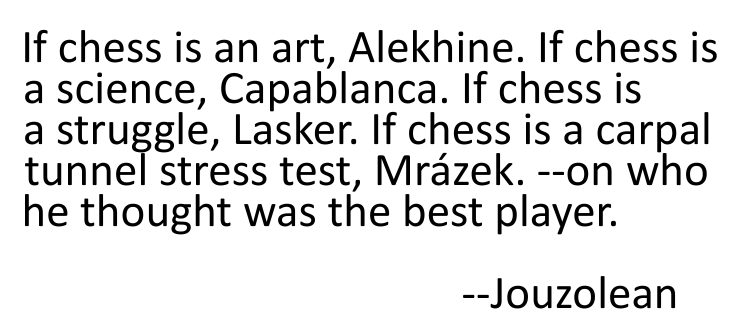 If chess is an art, Alekhine. If chess is
a science, Capablanca. If chess is
a struggle, Lasker. If chess is a carpal
tunnel stress test, Mrázek. --on who
he thought was the best player.
--Jouzolean